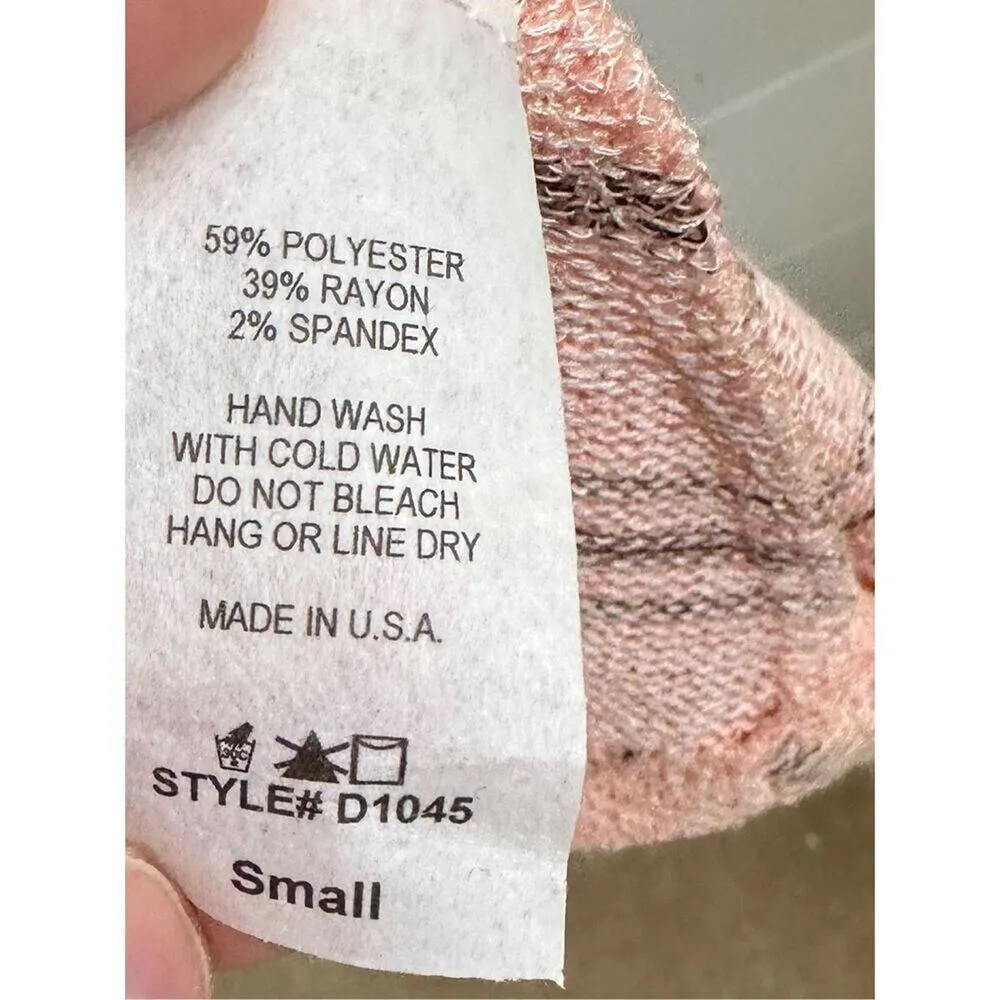 59% POLYESTER
39% RAYON
2% SPANDEX
HAND WASH
WITH COLD WATER
DO NOT BLEACH
HANG OR LINE DRY
MADE IN U.S.A.
STYLE# D1045
Small